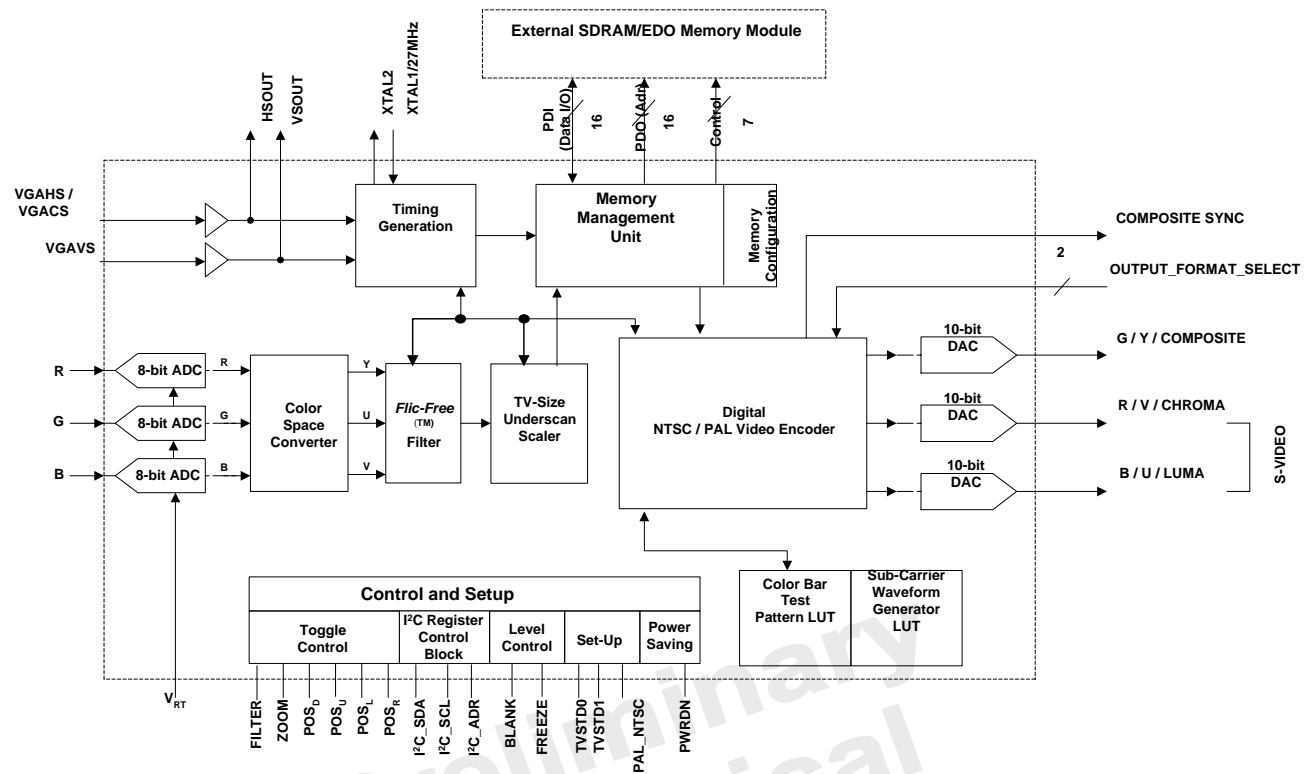 External SDRAM/EDO Memory Module
HSOUT
VSOUT
XTAL2
XTAL1/27MHz
PDI
(Data I/O)
16
PDO (Adr)
16
Control
7
VGAHS /
VGACS
VGAVS
Timing
Generation
Memory
Management
Unit
Memory
Configuration
COMPOSITE SYNC
2
OUTPUT_FORMAT_SELECT
R
8-bit ADC
R
G
8-bit ADC
G
B
8-bit ADC
B
Color
Space
Converter
Y
U
V
Flic-Free
(TM)
Filter
TV-Size
Underscan
Scaler
Digital
NTSC / PAL Video Encoder
10-bit
DAC
G / Y / COMPOSITE
10-bit
DAC
R / V / CHROMA
10-bit
DAC
B / U / LUMA
S-VIDEO
Color Bar
Test
Pattern LUT
Sub-Carrier
Waveform
Generator
LUT
Control and Setup
Toggle
Control
I²C Register
Control
Block
Level
Control
Set-Up
Power
Saving
VRT
FILTER
ZOOM
POSD
POSU
POSL
POSR
I²C_SDA
I²C_SCL
I²C_ADR
BLANK
FREEZE
TVSTD0
TVSTD1
PAL_NTSC
PWRDN